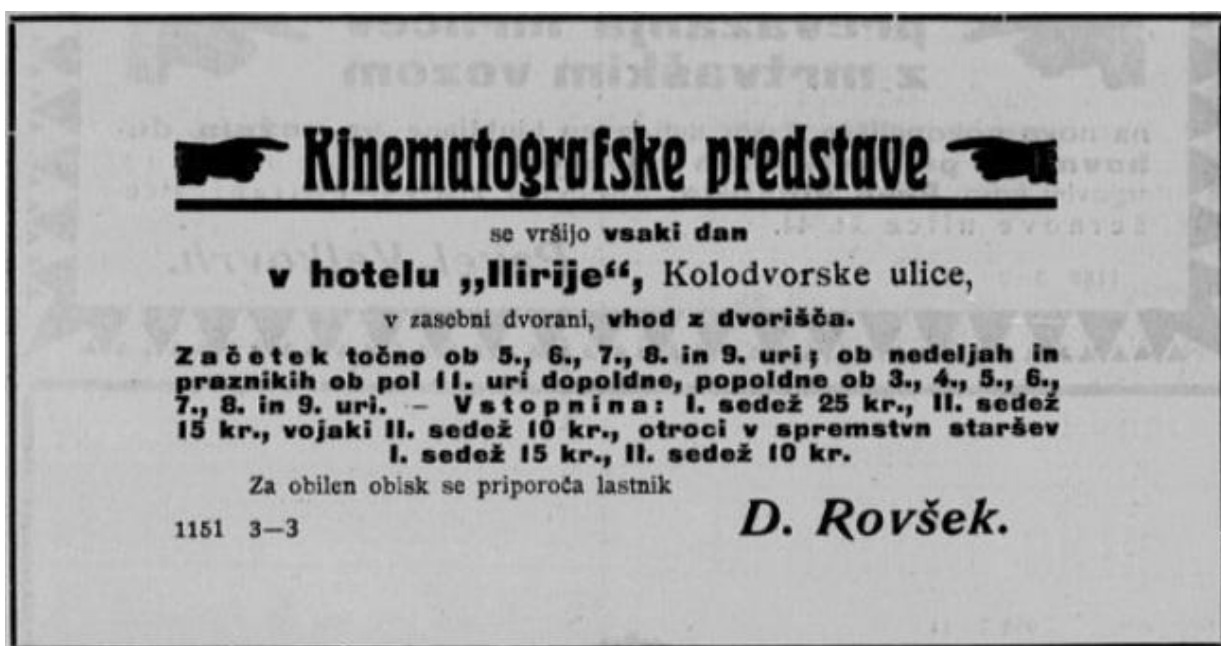 Kinematografske predstave
se vršijo vsaki dan
v hotelu „Ilirije“, Kolodvorske ulice,
v zasebni dvorani, vhod z dvorišča.
Začetek točno ob 5., 6., 7., 8. in 9. uri; ob nedeljah in
praznikih ob pol 11. uri dopoldne, popoldne ob 3., 4., 5., 6.,
7., 8. in 9. uri. — Vstopnina: I. sedež 25 kr., II. sedež
15 kr., vojaki II. sedež 10 kr., otroci v spremstvn staršev
I. sedež 15 kr., II. sedež 10 kr.
Za obilen obisk se priporoča lastnik
D. Rovšek.
1151 3—3